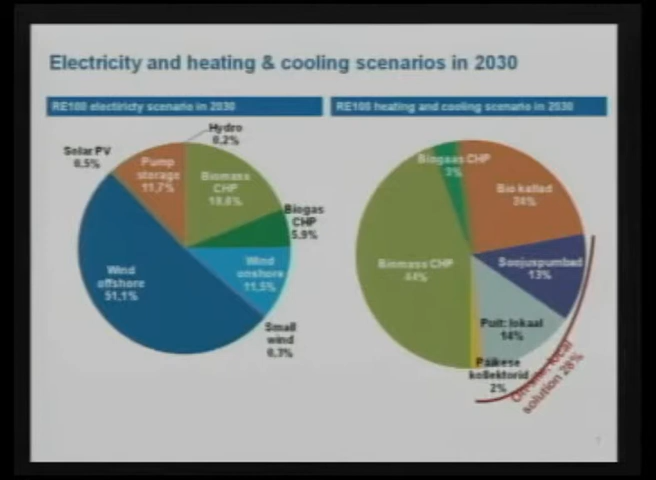 Electricity and heating & cooling scenarios in 2030
RE100 electiricty scenario in 2030
RE100 heating and cooling scenario in 2030
Hydro
0,2%
Solar PV
0,5%
Pump
storage
11,7%
Biomass
CHP
18,8%
Biogas
CHP
5,9%
Wind
onshore
11,5%
Wind
offshore
51,1%
Small
wind
0,3%
Biogaas CHP
3%
Bio katlad
24%
Biomass CHP
44%
Soojuspumbad
13%
Puit: lokaal
14%
Päikese
kollektorid
2%
local
solution 28%